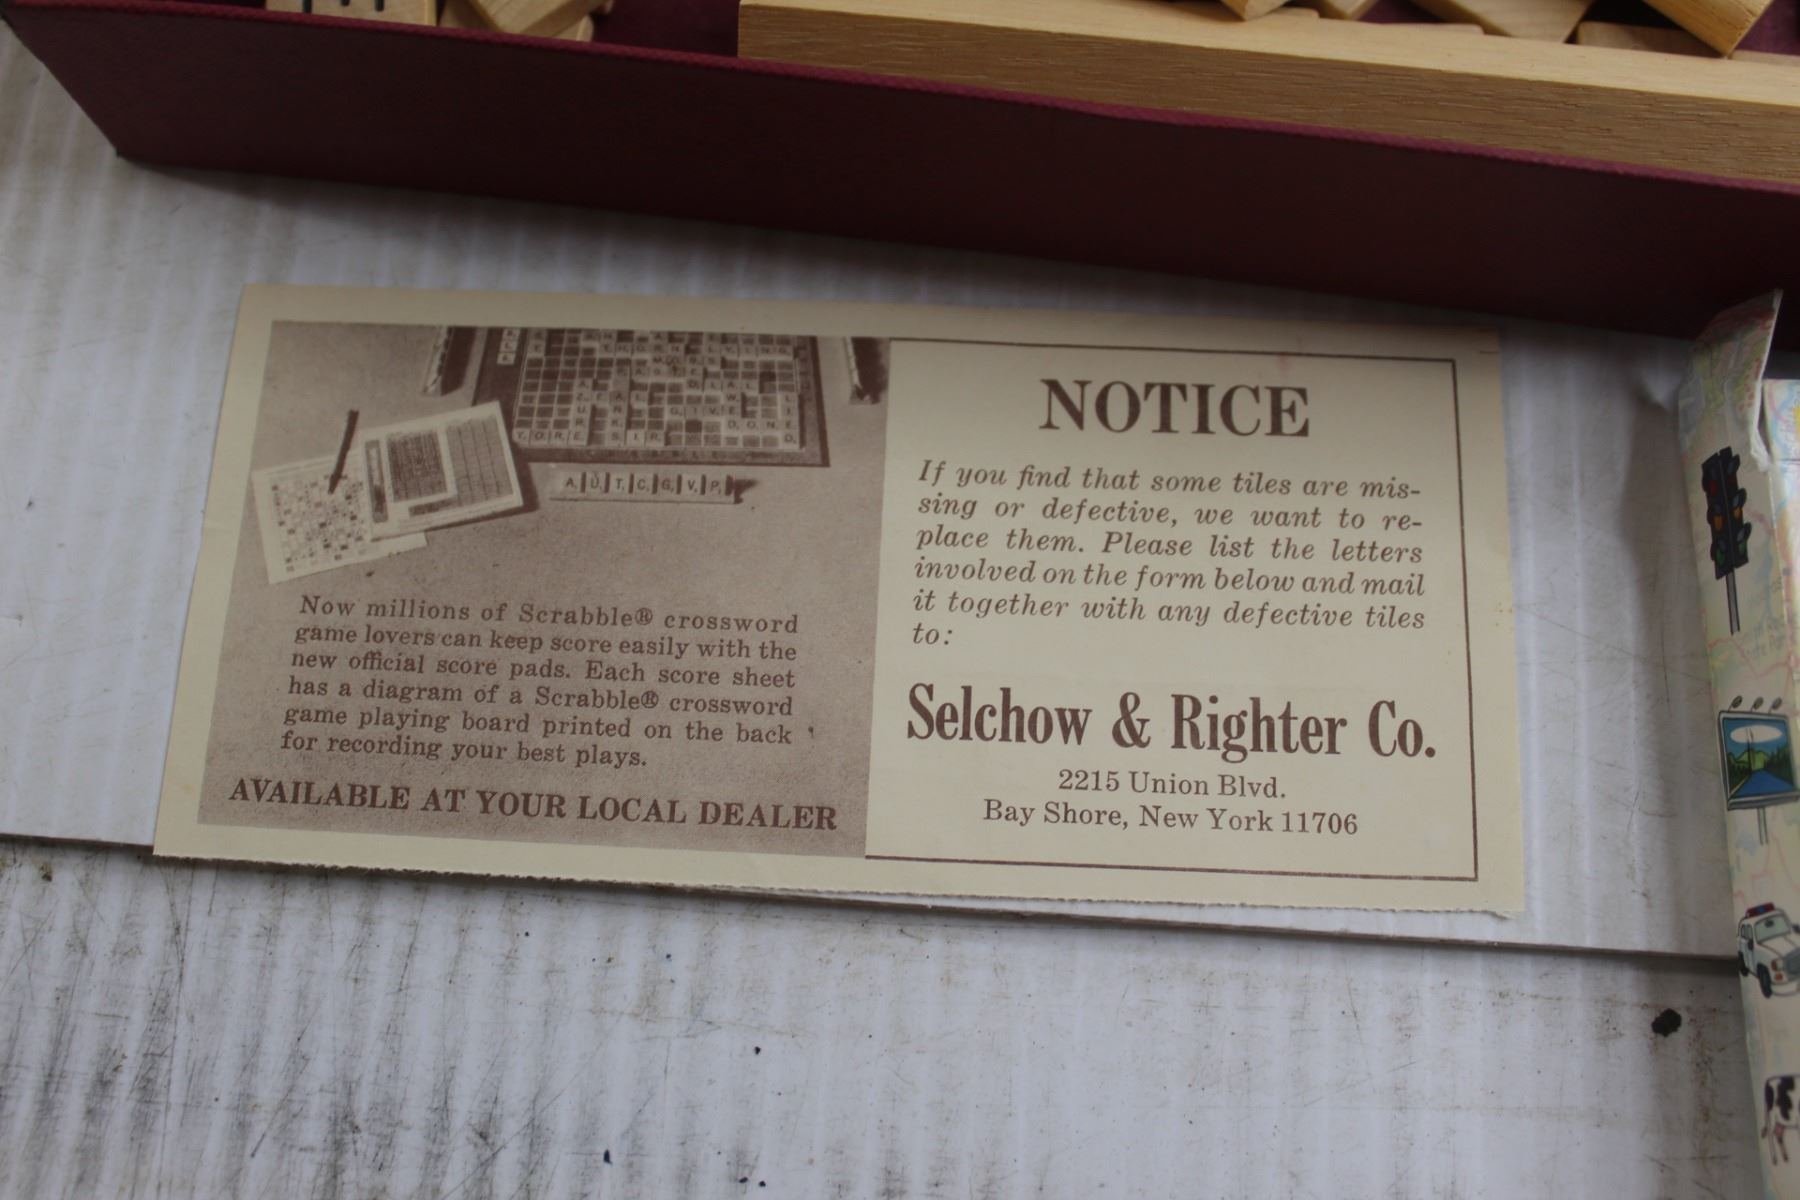 A U T C G V P
Now millions of Scrabble® crossword
game lovers can keep score easily with the
new official score pads. Each score sheet
has a diagram of a Scrabble® crossword
game playing board printed on the back
for recording your best plays.
AVAILABLE AT YOUR LOCAL DEALER
NOTICE
If you find that some tiles are mis-
sing or defective, we want to re-
place them. Please list the letters
involved on the form below and mail
it together with any defective tiles
to:
Selchow & Righter Co.
2215 Union Blvd.
Bay Shore, New York 11706